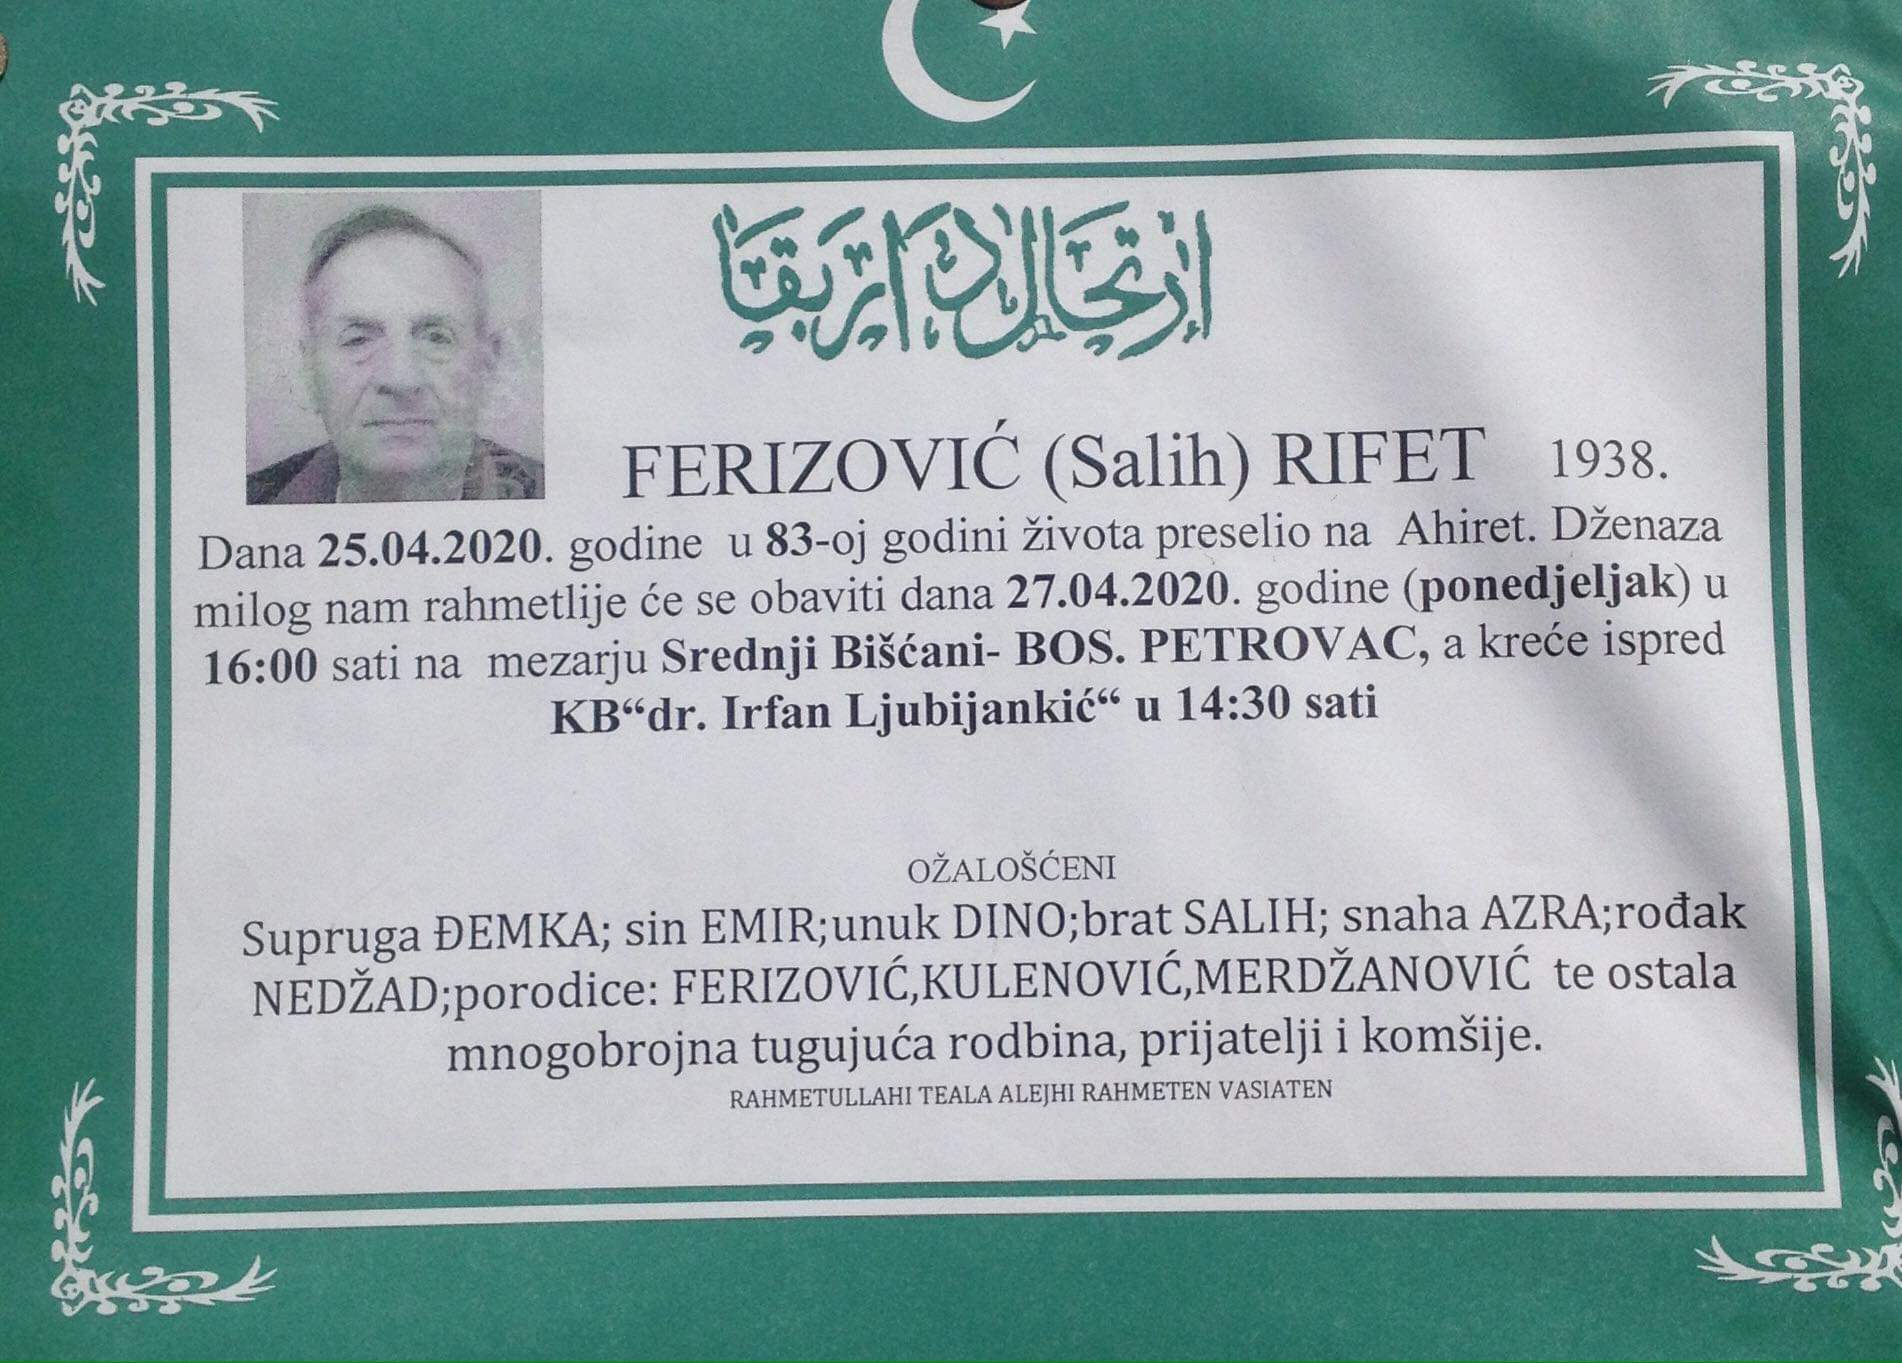 إرتحال دار بقا
FERIZOVIĆ (Salih) RIFET 1938.
Dana 25.04.2020. godine u 83-oj godini života preselio na Ahiret. Dženaza
milog nam rahmetlije će se obaviti dana 27.04.2020. godine (ponedjeljak) u
16:00 sati na mezarju Srednji Bišćani- BOS. PETROVAC, a kreće ispred
KB“dr. Irfan Ljubijankić“ u 14:30 sati
OŽALOŠĆENI
Supruga ĐEMKA; sin EMIR;unuk DINO;brat SALIH; snaha AZRA;rođak
NEDŽAD;porodice: FERIZOVIĆ,KULENOVIĆ,MERDŽANOVIĆ te ostala
mnogobrojna tugujuća rodbina, prijatelji i komšije.
RAHMETULLAHI TEALA ALEJHI RAHMETEN VASIATEN